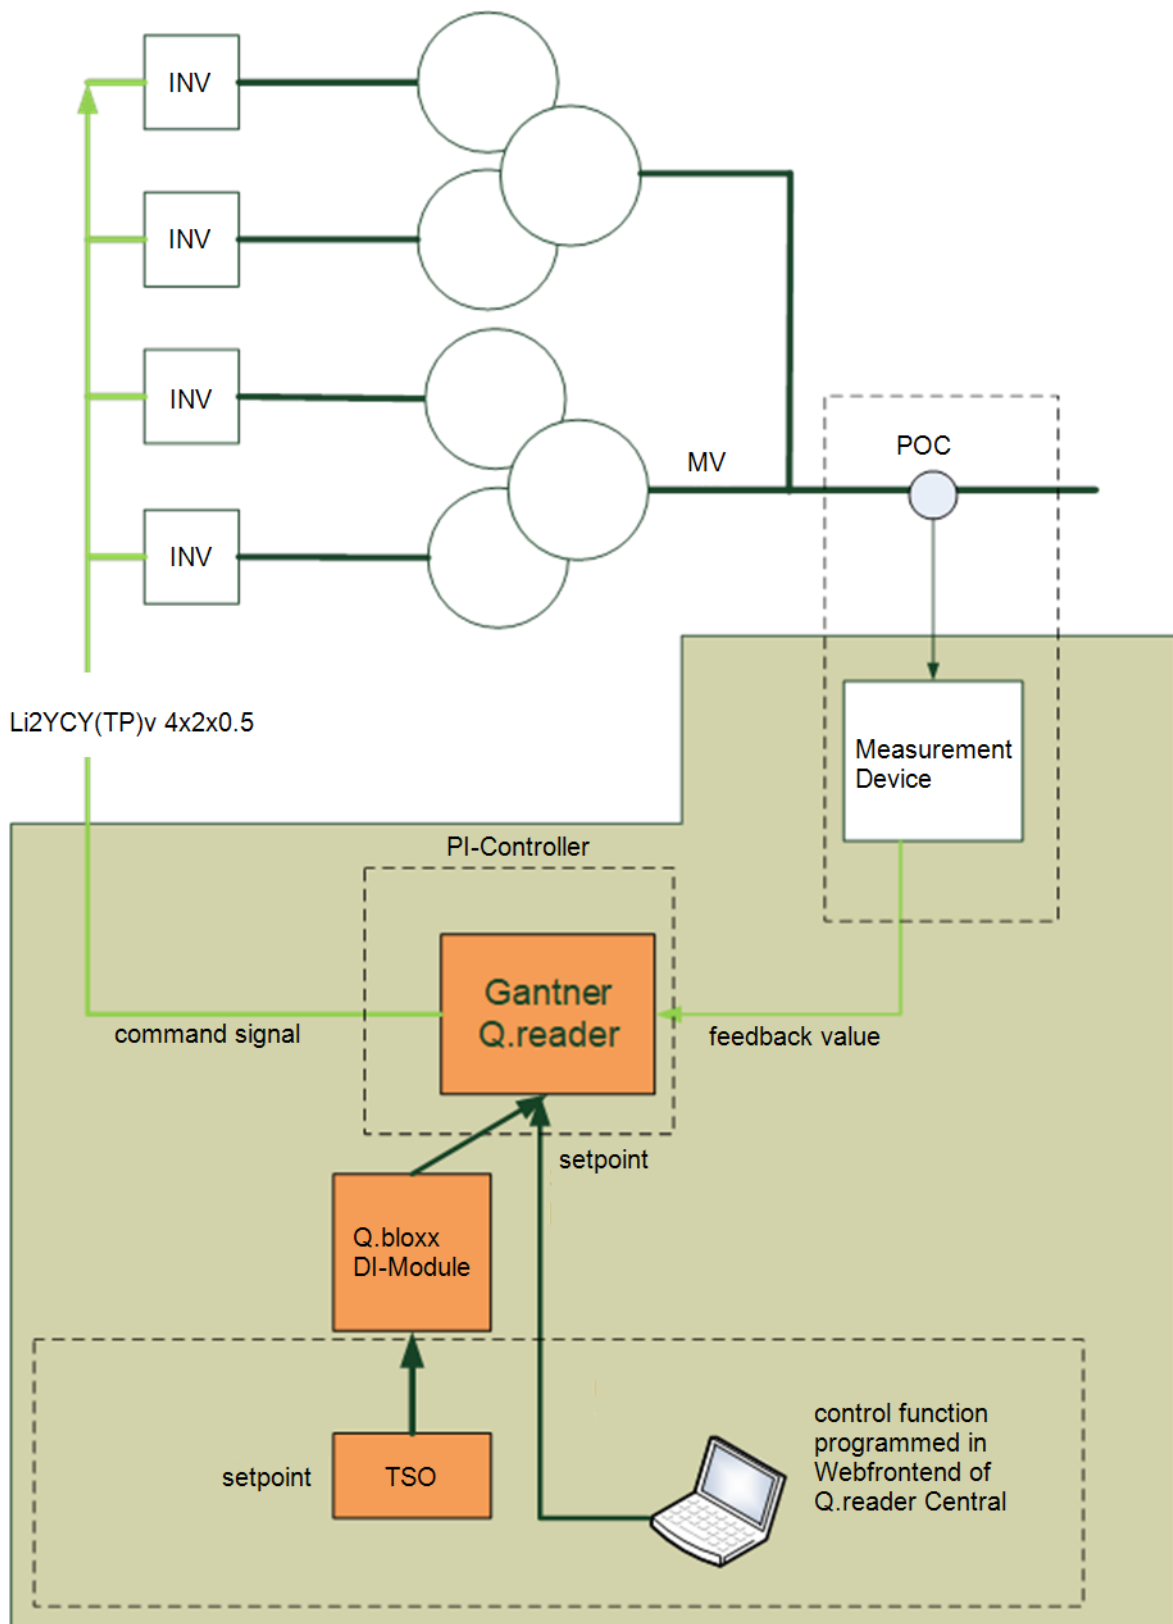 INV
INV
INV
INV
MV
POC
Li2YCY(TP)v 4x2x0.5
Measurement
Device
PI-Controller
Gantner
Q.reader
command signal
feedback value
setpoint
Q.bloxx
DI-Module
setpoint
TSO
control function
programmed in
Webfrontend of
Q.reader Central